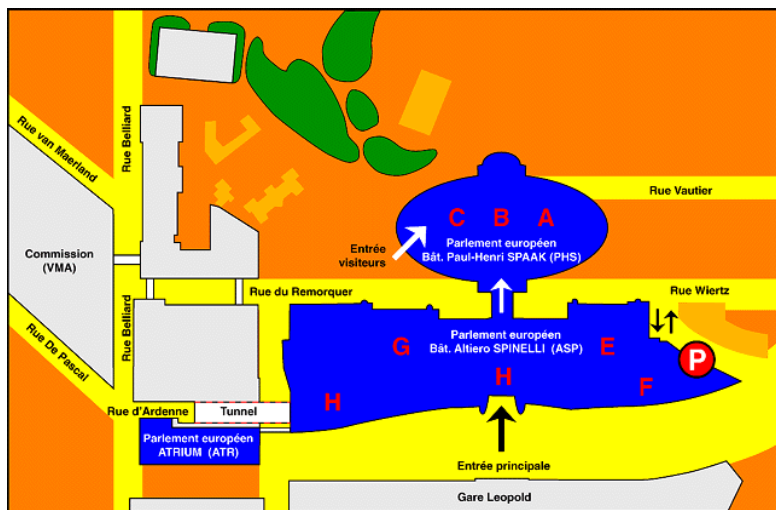 Rue van Maerland
Rue Belliard
Rue Vautier
C B A
Parlement européen
Bât. Paul-Henri SPAAK (PHS)
Entrée
visiteurs
Commission
(VMA)
Rue du Remorquer
Rue Wiertz
Rue Belliard
Rue De Pascal
Parlement européen
Bât. Altiero SPINELLI (ASP)
G
E
P
H
F
H
Rue d'Ardenne
Tunnel
Parlement européen
ATRIUM (ATR)
Entrée principale
Gare Leopold